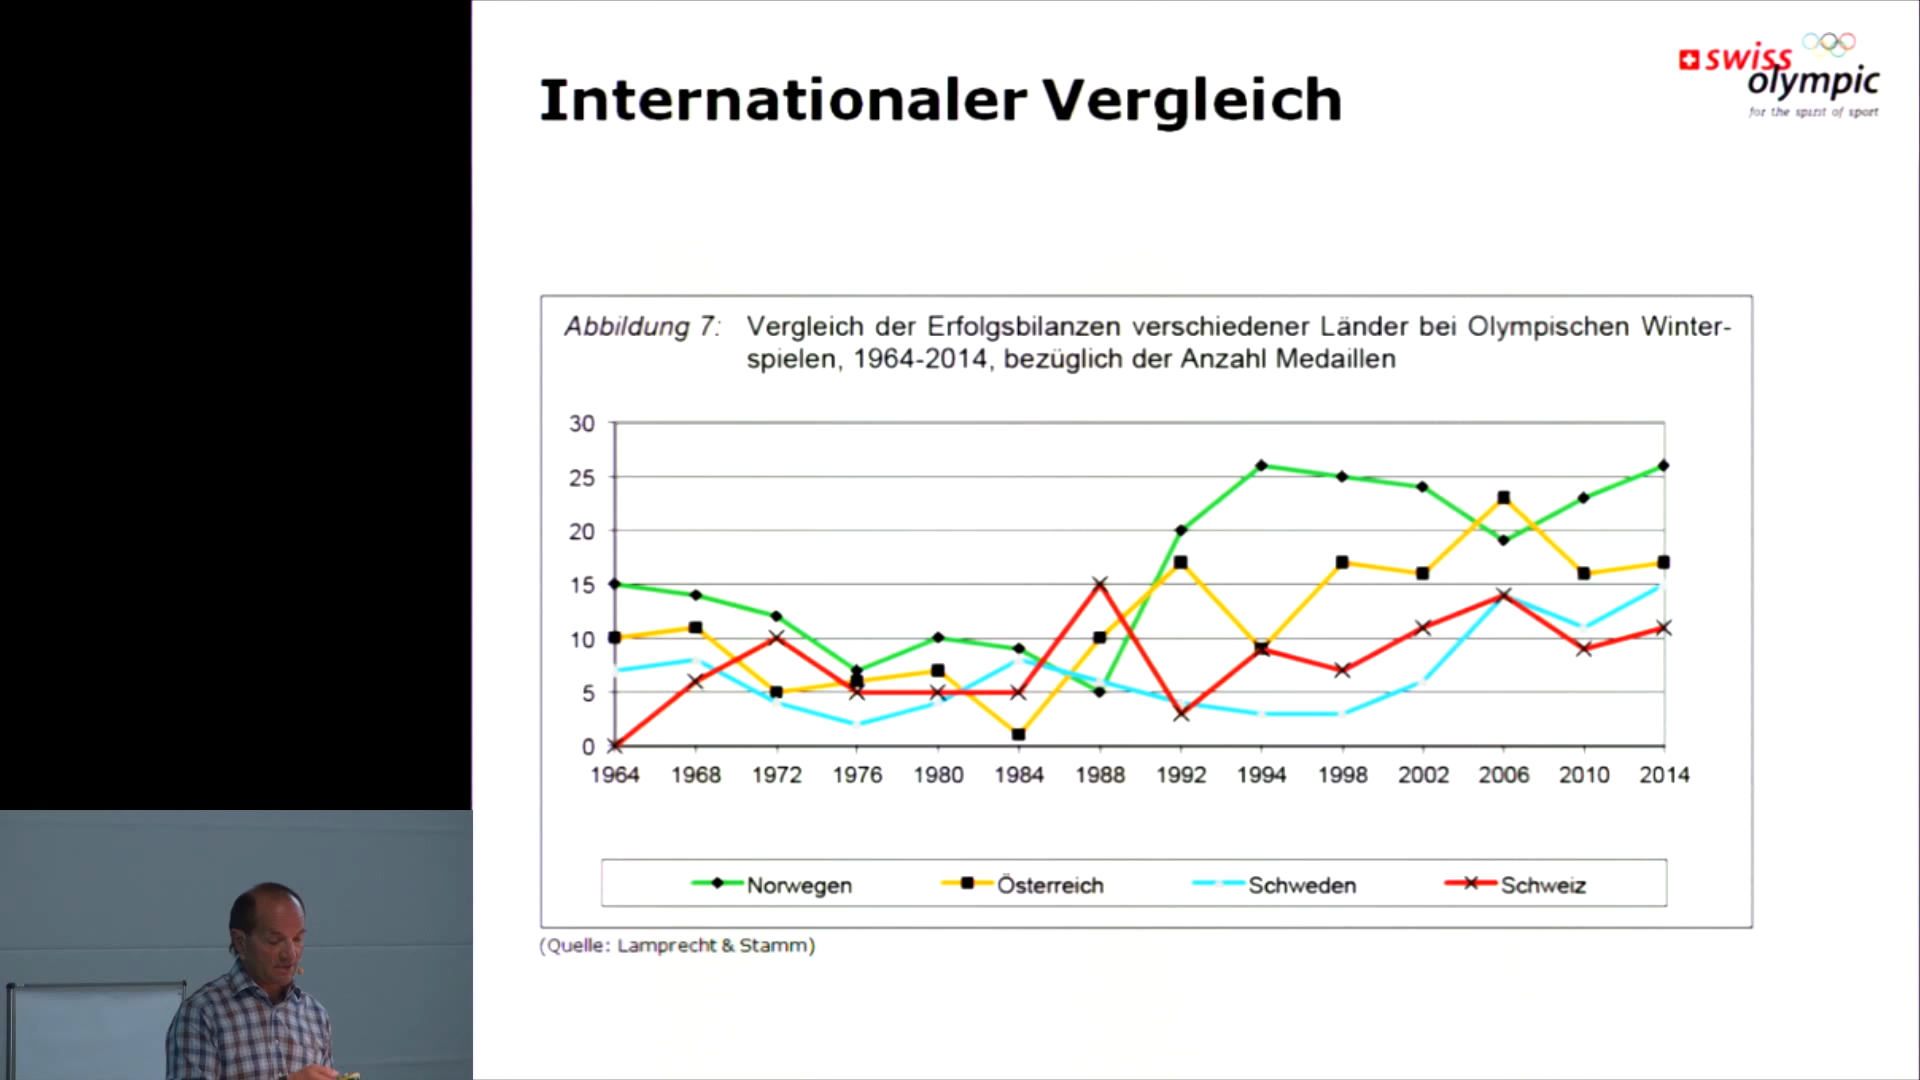 Internationaler Vergleich
swiss
olympic
for the spirit of sport
Abbildung 7: Vergleich der Erfolgsbilanzen verschiedener Länder bei Olympischen Winter-
spielen, 1964-2014, bezüglich der Anzahl Medaillen
30
25
20
15
10
5
0
1964 1968 1972 1976 1980 1984 1988 1992 1994 1998 2002 2006 2010 2014
Norwegen Österreich Schweden Schweiz
(Quelle: Lamprecht & Stamm)